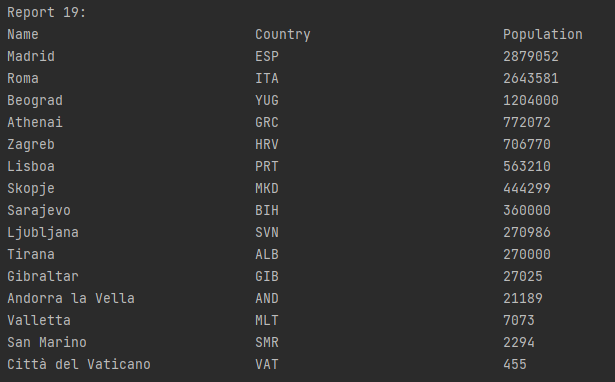 Report 19:
Name Country Population
Madrid ESP 2879052
Roma ITA 2643581
Beograd YUG 1204000
Athenai GRC 772072
Zagreb HRV 706770
Lisboa PRT 563210
Skopje MKD 444299
Sarajevo BIH 360000
Ljubljana SVN 270986
Tirana ALB 270000
Gibraltar GIB 27025
Andorra la Vella AND 21189
Valletta MLT 7073
San Marino SMR 2294
Città del Vaticano VAT 455